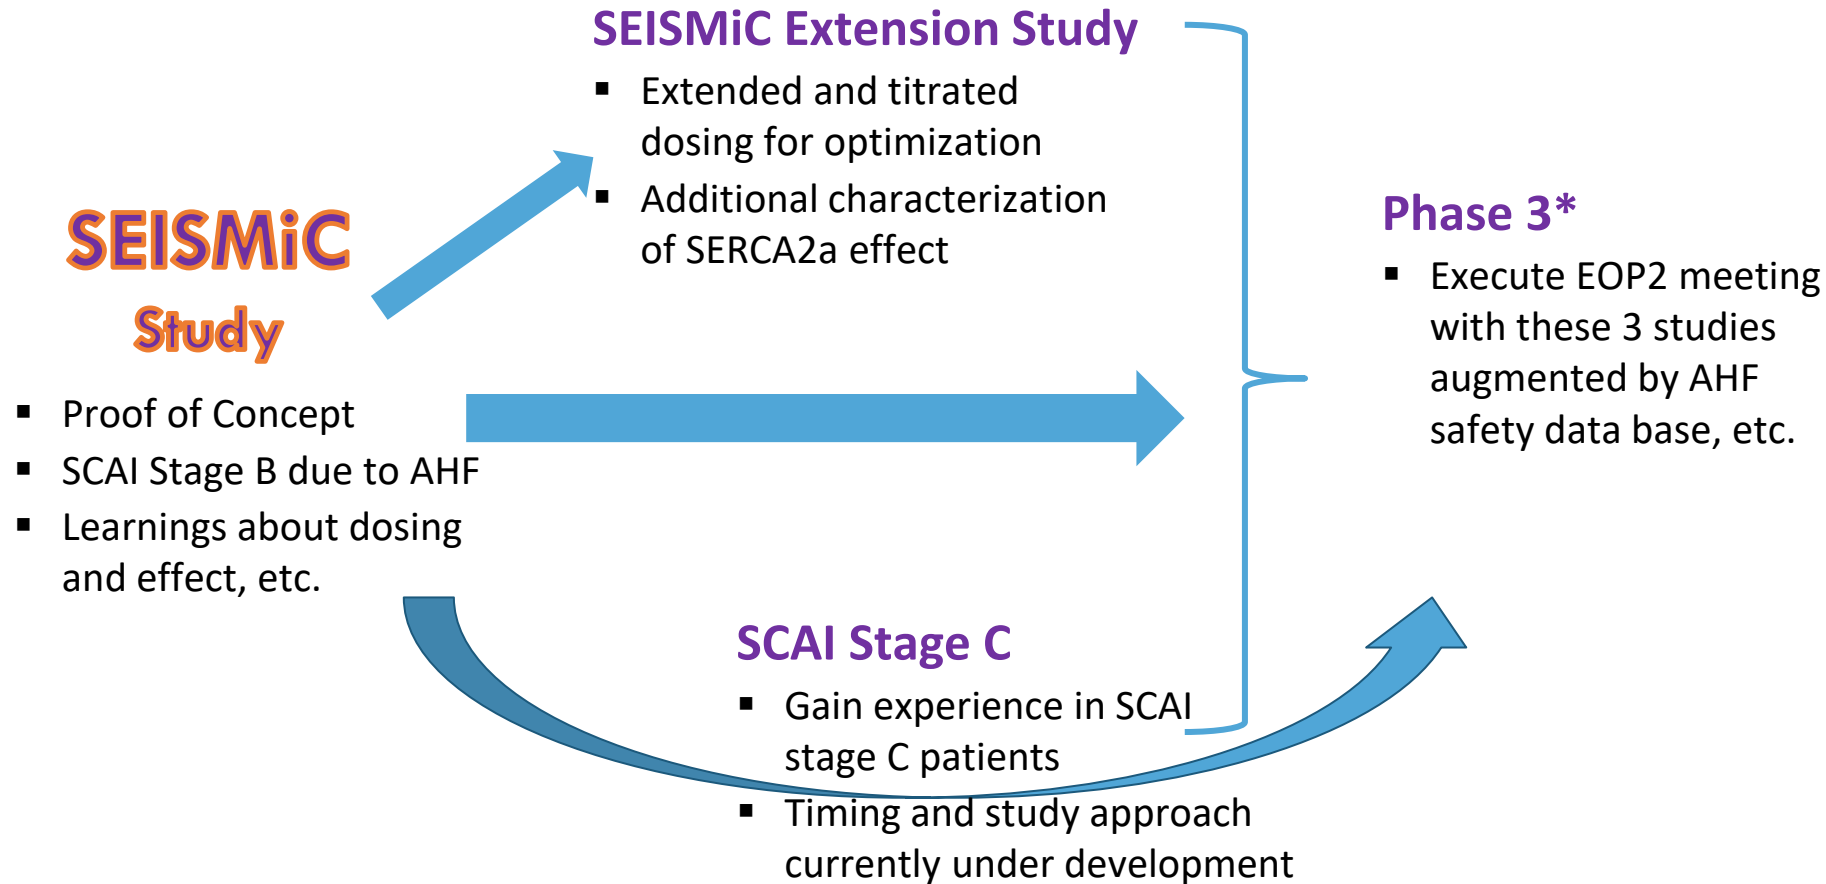 SEISMiC Extension Study
▪ Extended and titrated
dosing for optimization
▪ Additional characterization
of SERCA2a effect
SEISMiC
Study
▪ Proof of Concept
▪ SCAI Stage B due to AHF
▪ Learnings about dosing
and effect, etc.
SCAI Stage C
▪ Gain experience in SCAI
stage C patients
▪ Timing and study approach
currently under development
Phase 3*
▪ Execute EOP2 meeting
with these 3 studies
augmented by AHF
safety data base, etc.